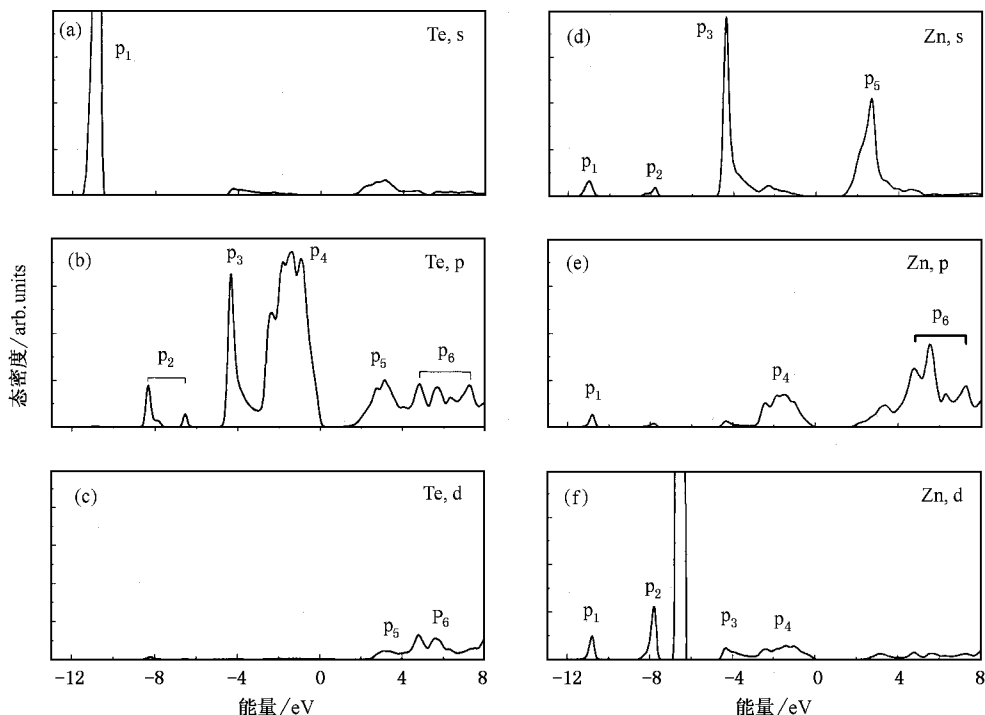 (a)
Te, s
p1
(d)
Zn, s
p3
p5
p1
p2
(b)
Te, p
p3
p4
p2
p5
p6
(e)
Zn, p
p6
p4
p1
(c)
Te, d
p5
P6
(f)
Zn, d
p1
p2
p3
p4
态密度/arb.units
-12 -8 -4 0 4 8
-12 -8 -4 0 4 8
能量/eV
能量/eV